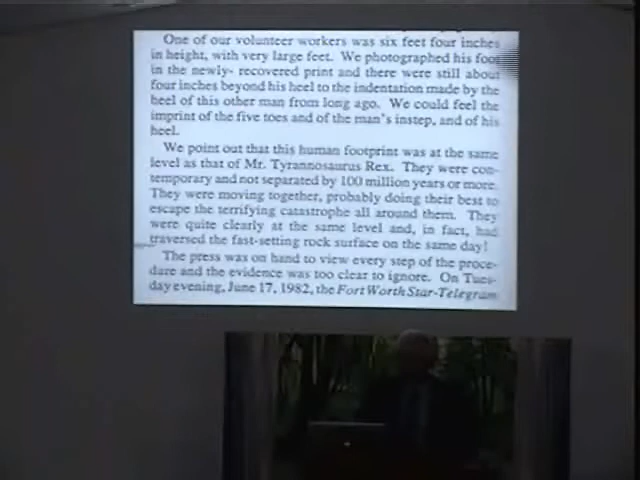 One of our volunteer workers was six feet four inches
in height, with very large feet. We photographed his foot
in the newly- recovered print and there were still about
four inches beyond his heel to the indentation made by the
heel of this other man from long ago. We could feel the
imprint of the five toes and of the man's instep, and of his
heel.
We point out that this human footprint was at the same
level as that of Mr. Tyrannosaurus Rex. They were con-
temporary and not separated by 100 million years or more.
They were moving together, probably doing their best to
escape the terrifying catastrophe all around them. They
were quite clearly at the same level and, in fact, had
traversed the fast-setting rock surface on the same day!
The press was on hand to view every step of the proce-
dure and the evidence was too clear to ignore. On Tues-
day evening, June 17, 1982, the Fort Worth Star-Telegram